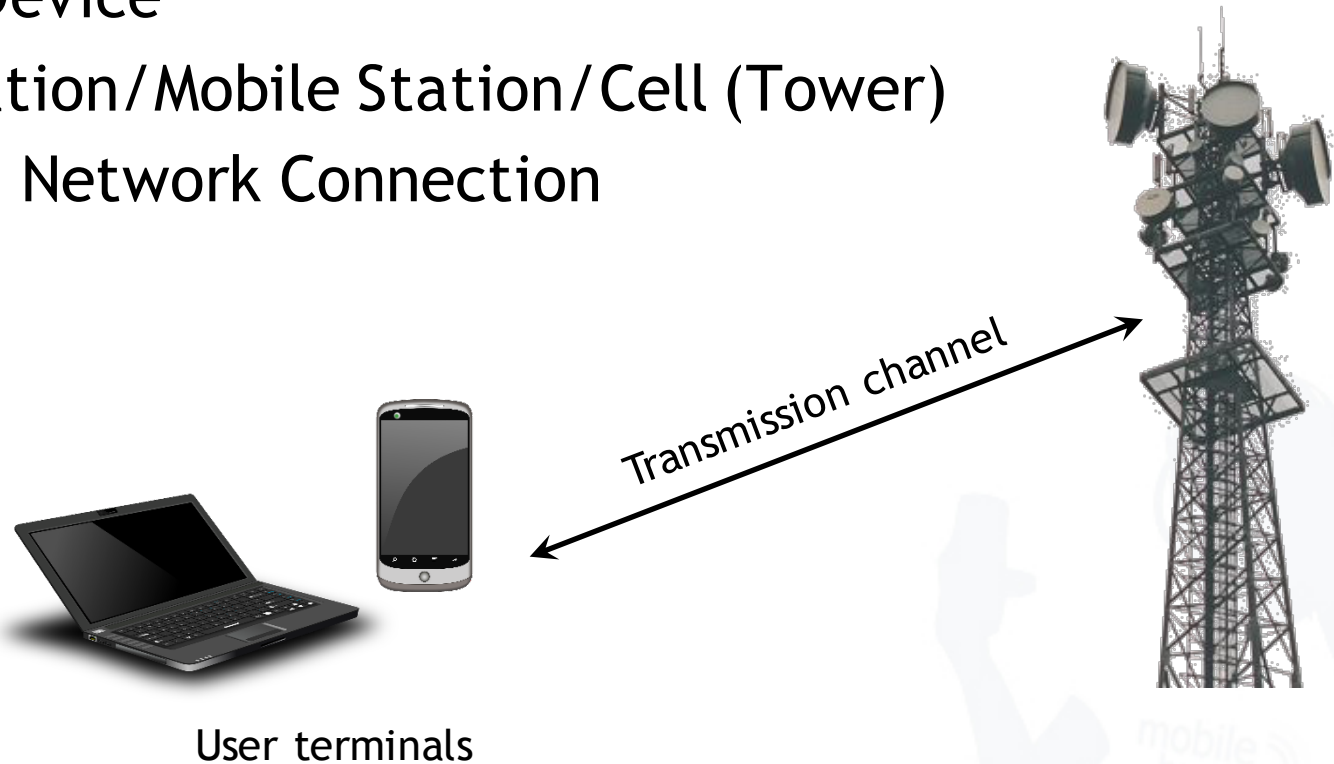 Device
tion/Mobile Station/Cell (Tower)
Network Connection
Transmission channel
User terminals
mobile